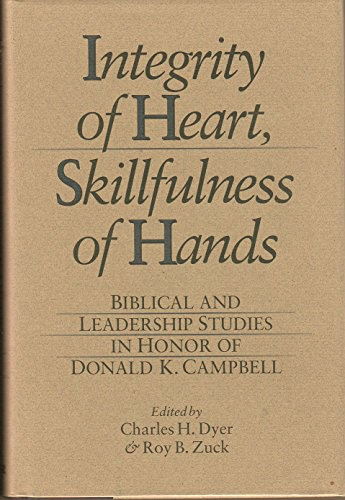 Integrity
of Heart,
Skillfulness
of Hands
BIBLICAL AND
LEADERSHIP STUDIES
IN HONOR OF
DONALD K. CAMPBELL
Edited by
Charles H. Dyer
& Roy B. Zuck